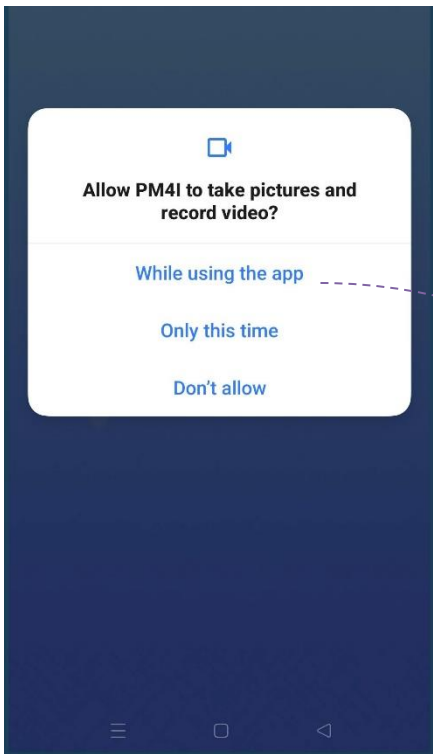 Allow PM4I to take pictures and
record video?
While using the app
Only this time
Don't allow